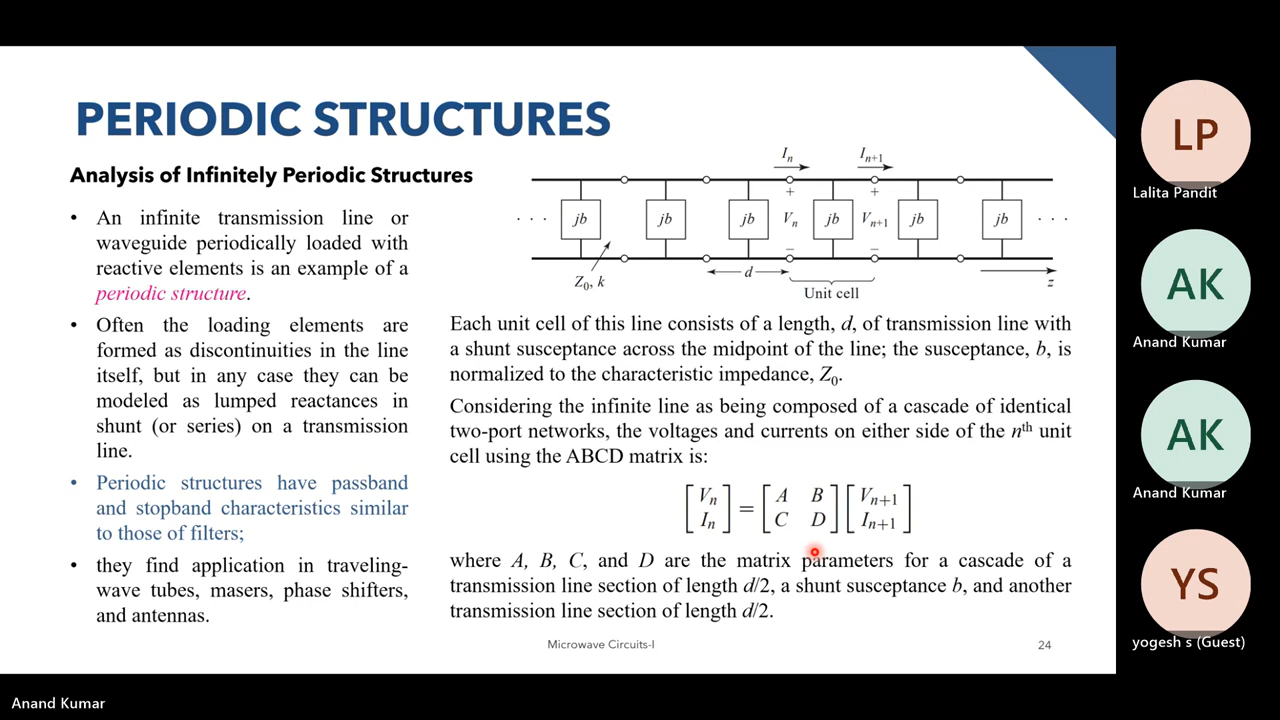 PERIODIC STRUCTURES
Analysis of Infinitely Periodic Structures
• An infinite transmission line or
waveguide periodically loaded with
reactive elements is an example of a
periodic structure.
• Often the loading elements are
formed as discontinuities in the line
itself, but in any case they can be
modeled as lumped reactances in
shunt (or series) on a transmission
line.
• Periodic structures have passband
and stopband characteristics similar
to those of filters;
• they find application in traveling-
wave tubes, masers, phase shifters,
and antennas.
Iₙ Iₙ₊₁
+ +
· · · jb jb jb Vₙ jb Vₙ₊₁ jb jb · · ·
− −
Z₀, k d z
Unit cell
Each unit cell of this line consists of a length, d, of transmission line with
a shunt susceptance across the midpoint of the line; the susceptance, b, is
normalized to the characteristic impedance, Z₀.
Considering the infinite line as being composed of a cascade of identical
two-port networks, the voltages and currents on either side of the nᵗʰ unit
cell using the ABCD matrix is:
[Vₙ] = [A B] [Vₙ₊₁]
[Iₙ] [C D] [Iₙ₊₁]
where A, B, C, and D are the matrix parameters for a cascade of a
transmission line section of length d/2, a shunt susceptance b, and another
transmission line section of length d/2.
Microwave Circuits-I 24
LP
Lalita Pandit
AK
Anand Kumar
AK
Anand Kumar
YS
yogesh s (Guest)
Anand Kumar